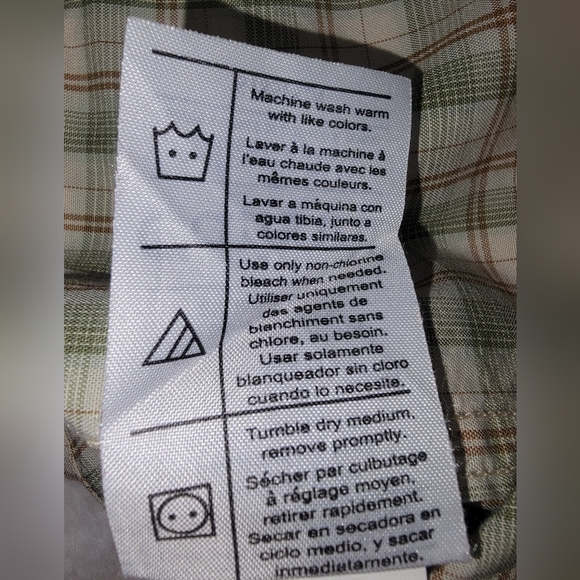 Machine wash warm
with like colors.
Laver à la machine à
l'eau chaude avec les
mêmes couleurs.
Lavar a máquina con
agua tibia, junto a
colores similares.
Use only non-chlorine
bleach when needed.
Utiliser uniquement
des agents de
blanchiment sans
chlore, au besoin.
Usar solamente
blanqueador sin cloro
cuando lo necesite.
Tumble dry medium,
remove promptly.
Sécher par culbutage
à réglage moyen,
retirer rapidement.
Secar en secadora en
ciclo medio, y sacar
inmediatamente.